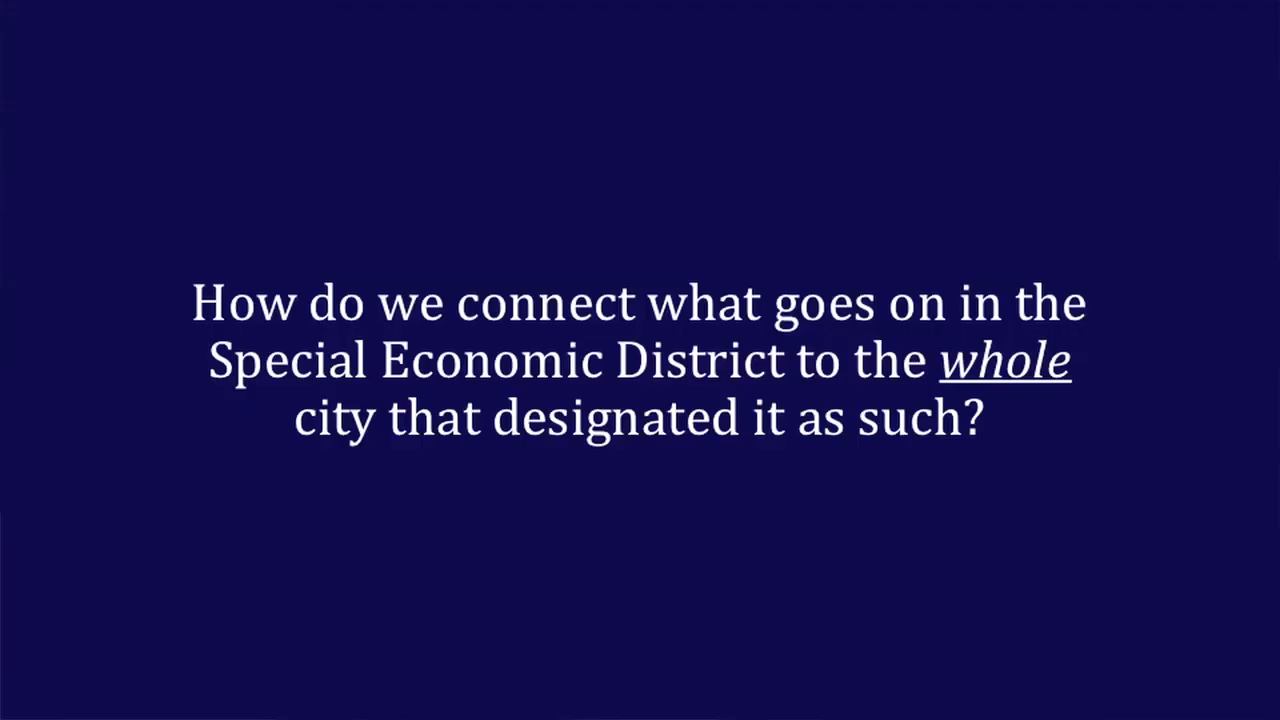 How do we connect what goes on in the
Special Economic District to the whole
city that designated it as such?